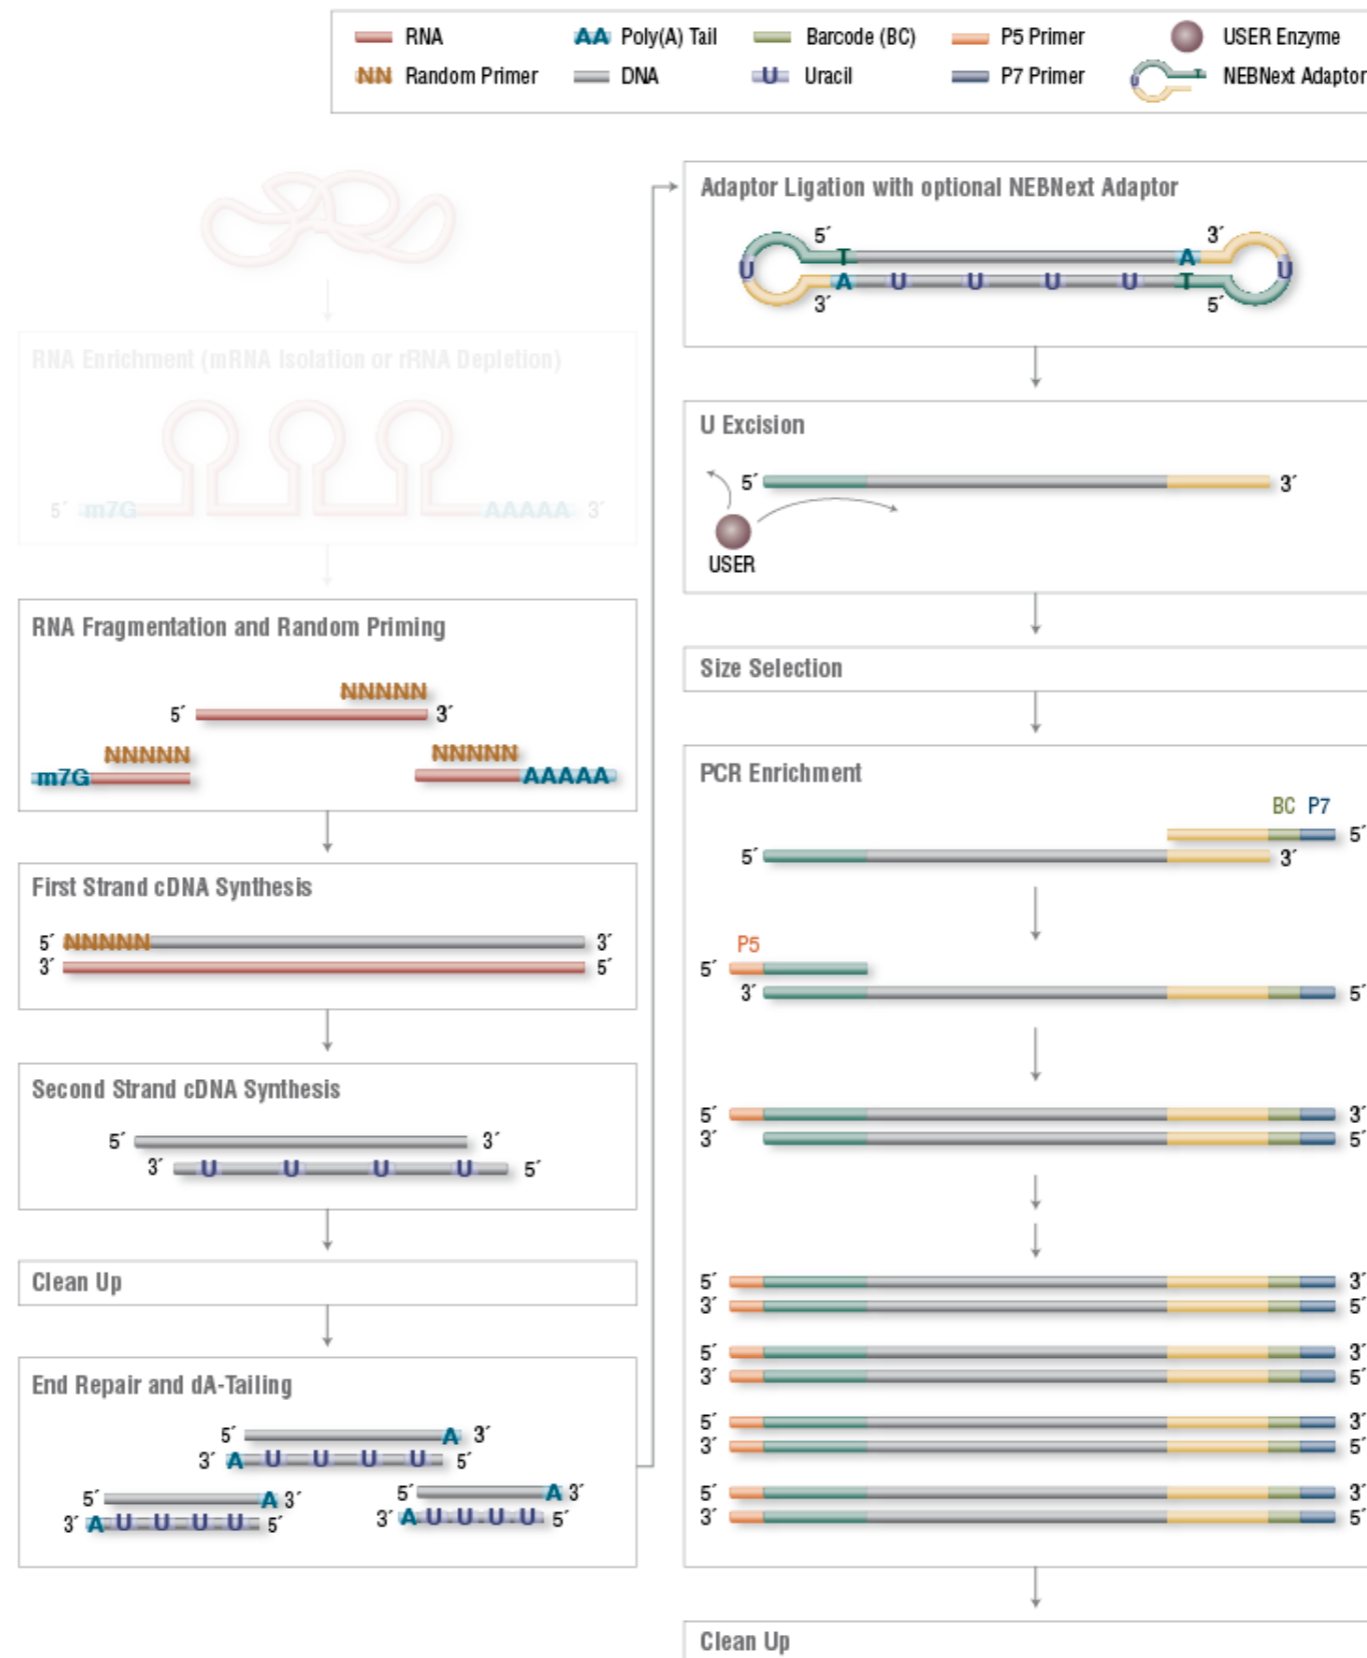 RNA
AA Poly(A) Tail
Barcode (BC)
P5 Primer
USER Enzyme
NN Random Primer
DNA
U Uracil
P7 Primer
U T NEBNext Adaptor
RNA Enrichment (mRNA Isolation or rRNA Depletion)
5´ m7G AAAAA 3´
RNA Fragmentation and Random Priming
NNNNN
5´ 3´
NNNNN NNNNN
m7G AAAAA
First Strand cDNA Synthesis
5´ NNNNN 3´
3´ 5´
Second Strand cDNA Synthesis
5´ 3´
3´ U U U U 5´
Clean Up
End Repair and dA-Tailing
5´ A 3´
3´ A U U U U 5´
5´ A 3´
3´ A U U U U 5´
5´ A 3´
3´ A U U U U 5´
Adaptor Ligation with optional NEBNext Adaptor
5´ 3´
T A
U U
A U U U U T
3´ 5´
U Excision
5´ 3´
USER
Size Selection
PCR Enrichment
BC P7
5´
5´ 3´
P5
5´
3´ 5´
5´ 3´
3´ 5´
5´ 3´
3´ 5´
5´ 3´
3´ 5´
5´ 3´
3´ 5´
5´ 3´
3´ 5´
Clean Up